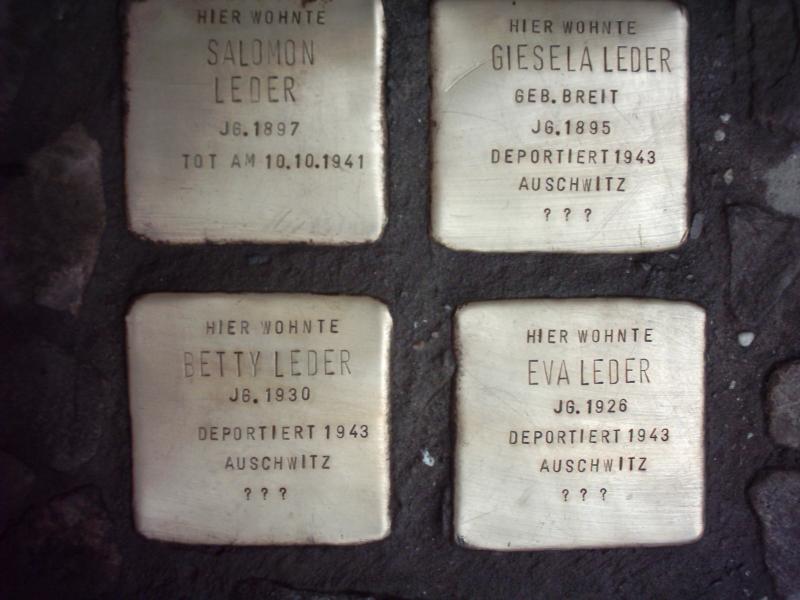 HIER WOHNTE
SALOMON
LEDER
JG. 1897
TOT AM 10.10.1941
HIER WOHNTE
GIESELA LEDER
GEB. BREIT
JG. 1895
DEPORTIERT 1943
AUSCHWITZ
? ? ?
HIER WOHNTE
BETTY LEDER
JG. 1930
DEPORTIERT 1943
AUSCHWITZ
? ? ?
HIER WOHNTE
EVA LEDER
JG. 1926
DEPORTIERT 1943
AUSCHWITZ
? ? ?